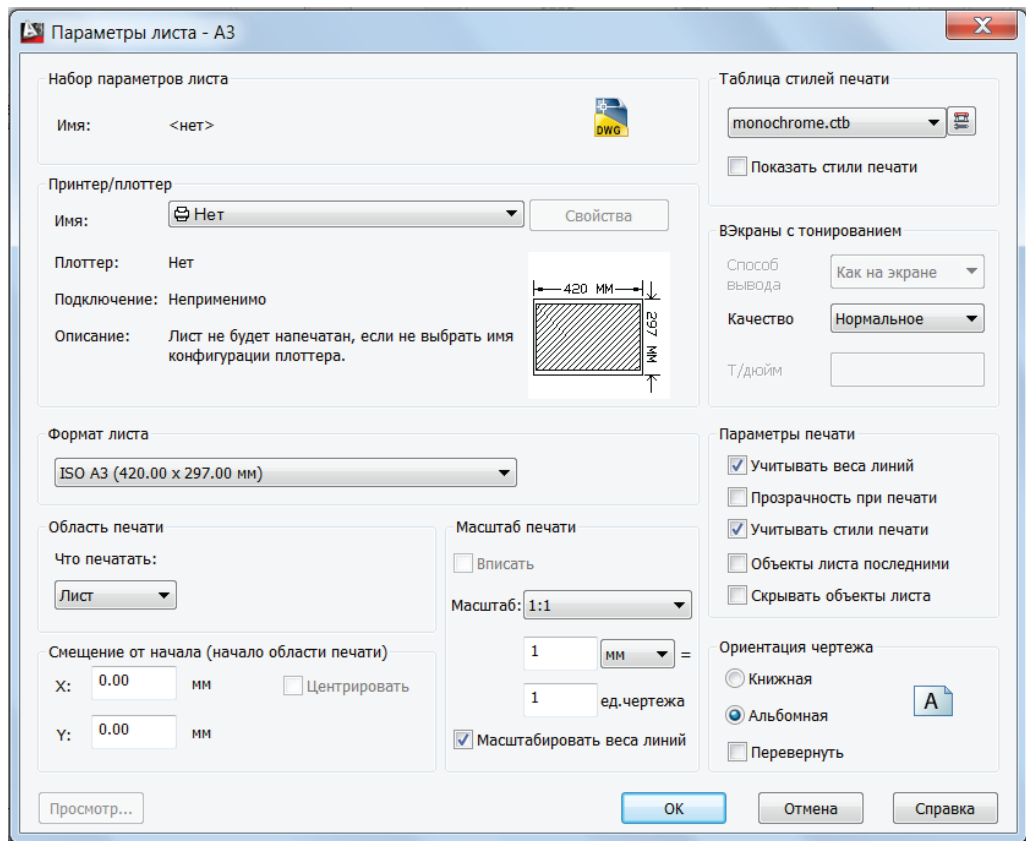 Параметры листа - А3
Набор параметров листа
Имя: <нет>
DWG
Принтер/плоттер
Имя: Нет Свойства
Плоттер: Нет
Подключение: Неприменимо
Описание: Лист не будет напечатан, если не выбрать имя
конфигурации плоттера.
420 MM
297 MM
Формат листа
ISO A3 (420.00 x 297.00 мм)
Область печати
Что печатать:
Лист
Смещение от начала (начало области печати)
X: 0.00 мм Центрировать
Y: 0.00 мм
Масштаб печати
Вписать
Масштаб: 1:1
1 мм =
1 ед.чертежа
Масштабировать веса линий
Таблица стилей печати
monochrome.ctb
Показать стили печати
ВЭкраны с тонированием
Способ
вывода
Как на экране
Качество Нормальное
Т/дюйм
Параметры печати
Учитывать веса линий
Прозрачность при печати
Учитывать стили печати
Объекты листа последними
Скрывать объекты листа
Ориентация чертежа
Книжная
Альбомная
A
Перевернуть
Просмотр... ОК Отмена Справка